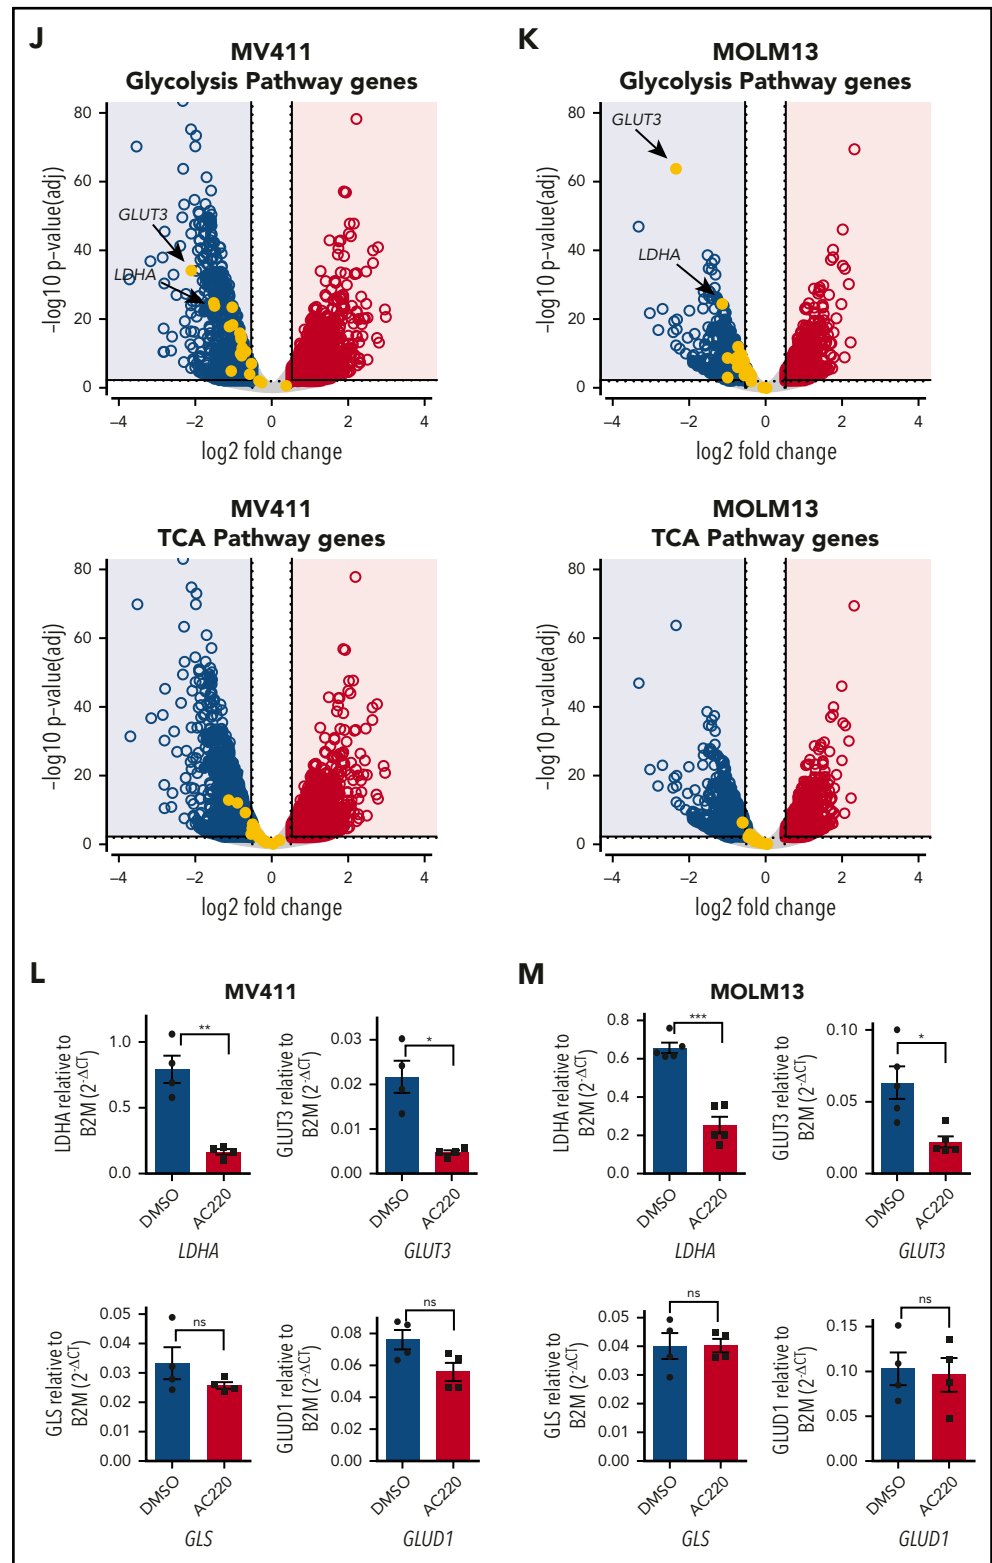 J
MV411
Glycolysis Pathway genes
80
60
40
20
0
–log10 p–value(adj)
GLUT3
LDHA
–4
–2
0
2
4
log2 fold change
K
MOLM13
Glycolysis Pathway genes
80
60
40
20
0
–log10 p–value(adj)
GLUT3
LDHA
–4
–2
0
2
4
log2 fold change
MV411
TCA Pathway genes
80
60
40
20
0
–log10 p–value(adj)
–4
–2
0
2
4
log2 fold change
MOLM13
TCA Pathway genes
80
60
40
20
0
–log10 p–value(adj)
–4
–2
0
2
4
log2 fold change
L
MV411
LDHA relative to
B2M (2-ΔCT)
1.0
0.5
0.0
**
DMSO
AC220
LDHA
GLUT3 relative to
B2M (2-ΔCT)
0.03
0.02
0.01
0.00
*
DMSO
AC220
GLUT3
GLS relative to
B2M (2-ΔCT)
0.05
0.04
0.03
0.02
0.01
0.00
ns
DMSO
AC220
GLS
GLUD1 relative to
B2M (2-ΔCT)
0.08
0.06
0.04
0.02
0.00
ns
DMSO
AC220
GLUD1
M
MOLM13
LDHA relative to
B2M (2-ΔCT)
0.8
0.6
0.4
0.2
0.0
***
DMSO
AC220
LDHA
GLUT3 relative to
B2M (2-ΔCT)
0.10
0.05
0.00
*
DMSO
AC220
GLUT3
GLS relative to
B2M (2-ΔCT)
0.05
0.04
0.03
0.02
0.01
0.00
ns
DMSO
AC220
GLS
GLUD1 relative to
B2M (2-ΔCT)
0.15
0.10
0.05
0.00
ns
DMSO
AC220
GLUD1